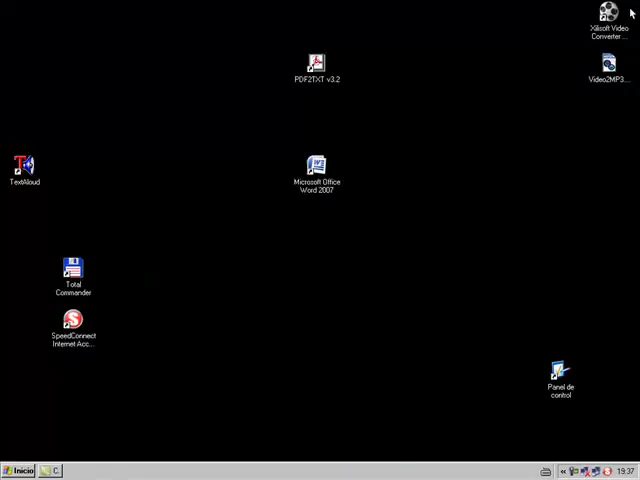 Xilisoft Video
Converter ...
PDF2TXT v3.2
Video2MP3...
TextAloud
Microsoft Office
Word 2007
Total
Commander
SpeedConnect
Internet Acc...
Panel de
control
Inicio
C.
«
19:37